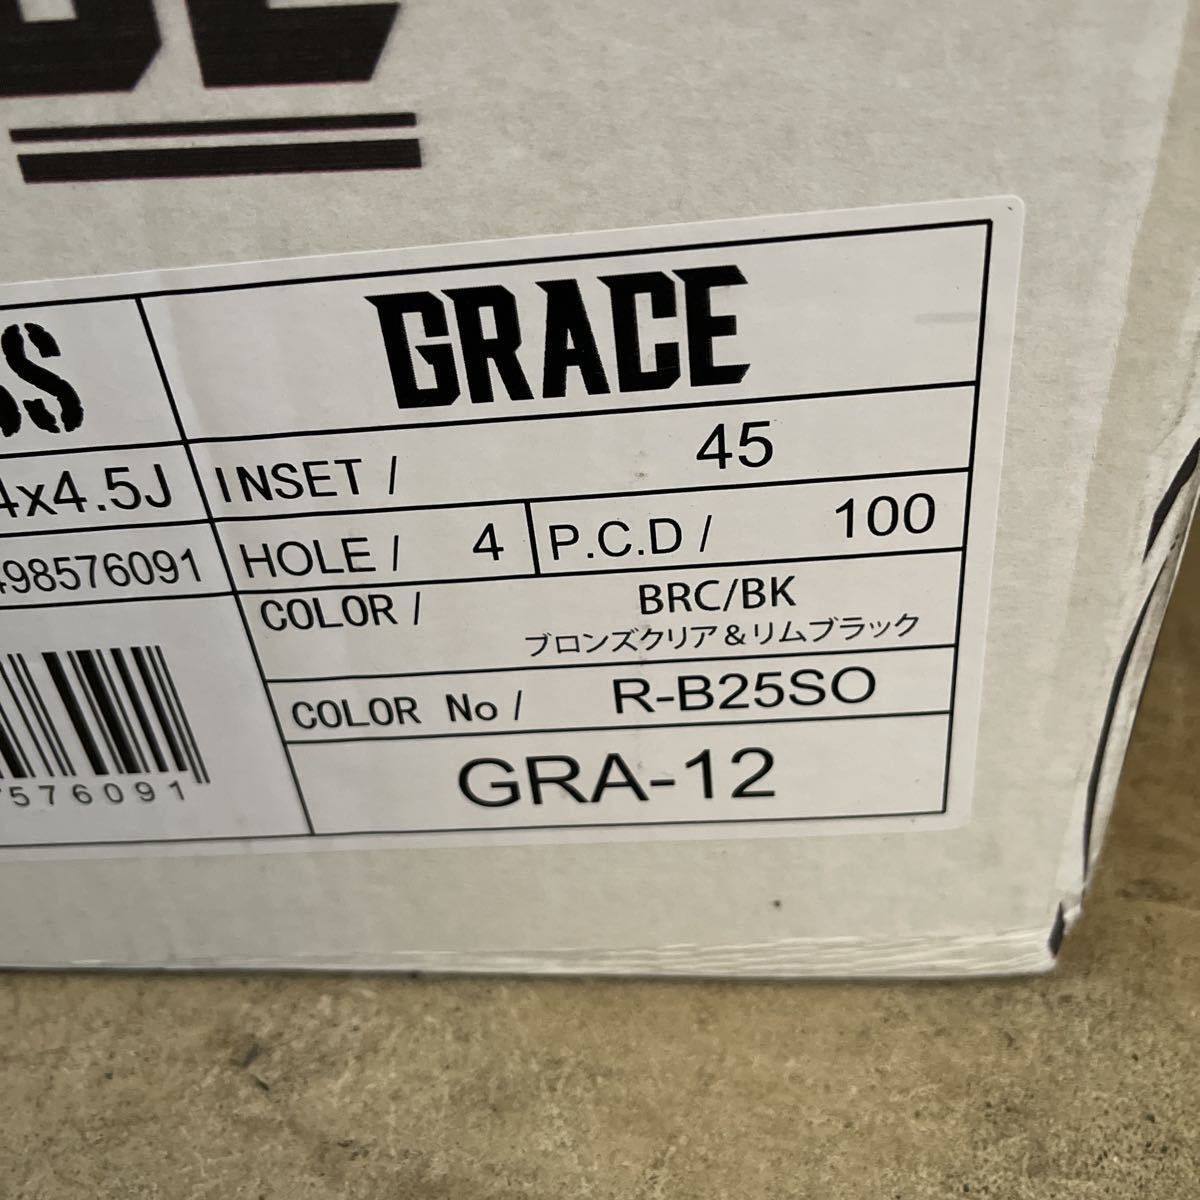 GRACE
4x4.5J
INSET / 45
498576091
HOLE / 4
P.C.D / 100
COLOR / BRC/BK
ブロンズクリア&リムブラック
COLOR No / R-B25SO
576091
GRA-12